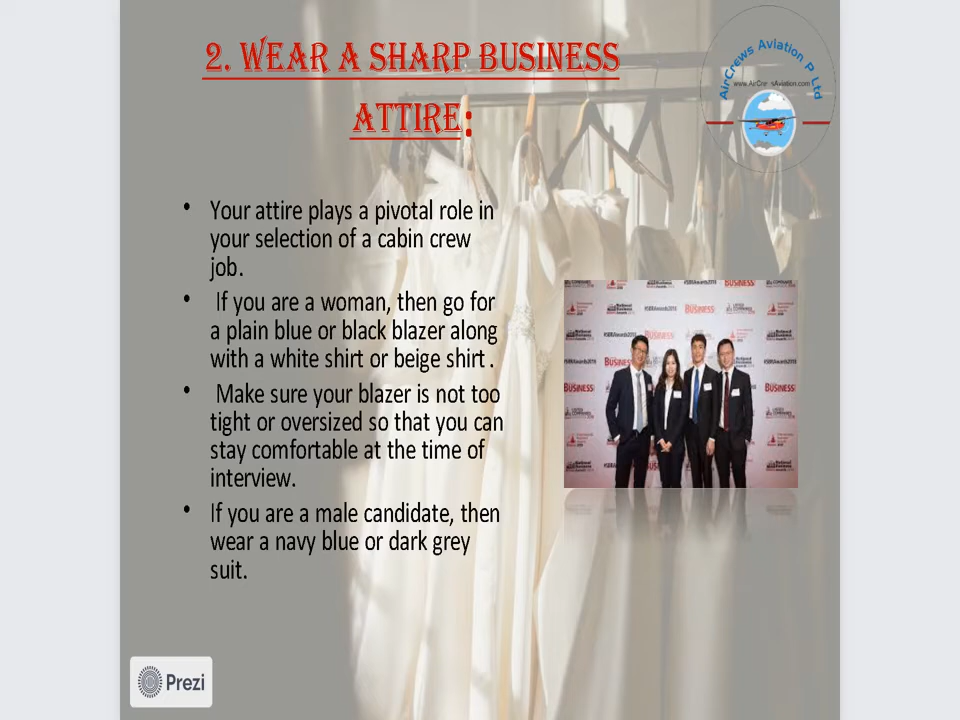 2. WEAR A SHARP BUSINESS
ATTIRE:
AirCrews Aviation P Ltd
• Your attire plays a pivotal role in
your selection of a cabin crew
job.
• If you are a woman, then go for
a plain blue or black blazer along
with a white shirt or beige shirt .
• Make sure your blazer is not too
tight or oversized so that you can
stay comfortable at the time of
interview.
• If you are a male candidate, then
wear a navy blue or dark grey
suit.
BUSINESS
Prezi